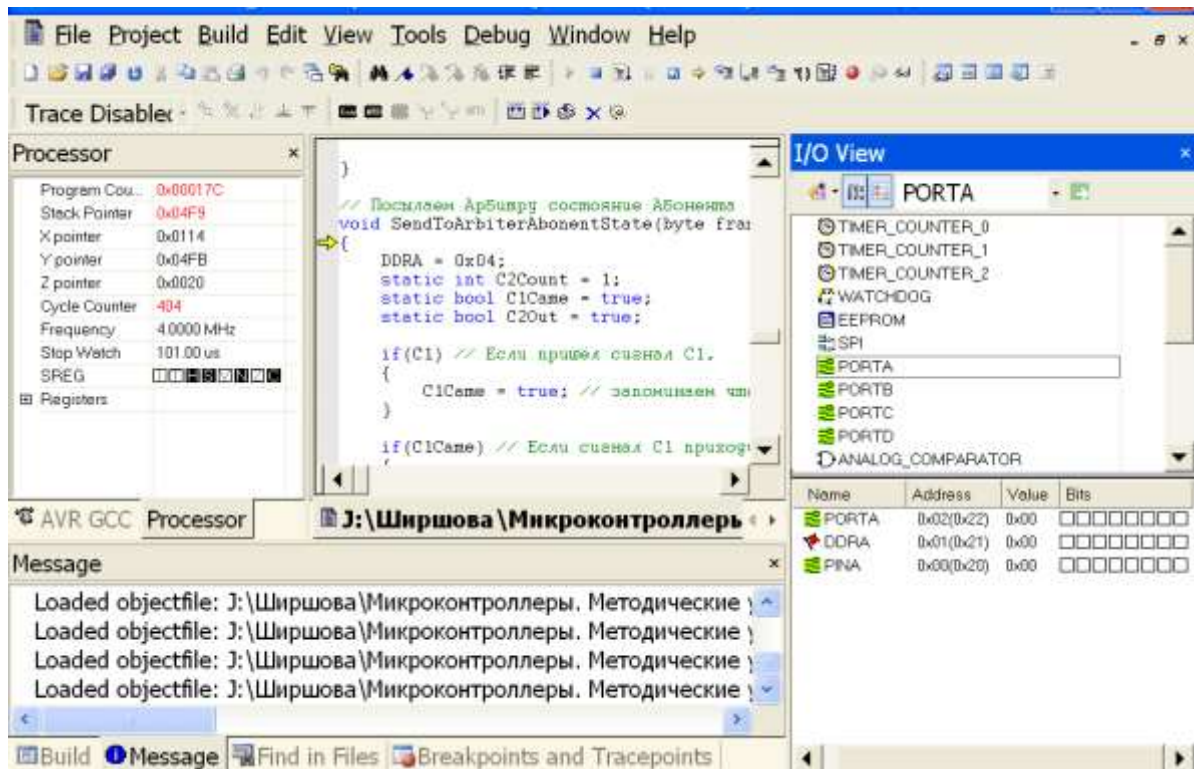 File Project Build Edit View Tools Debug Window Help
Trace Disabled
Processor
Program Cou... 0x00017C
Stack Pointer 0x04F9
X pointer 0x0114
Y pointer 0x04FB
Z pointer 0x0020
Cycle Counter 404
Frequency 4.0000 MHz
Stop Watch 101.00 us
SREG
Registers
AVR GCC Processor
}
// Посылаем Арбитру состояние Абонента
void SendToArbiterAbonentState(byte fra
{
DDRA = 0x04;
static int C2Count = 1;
static bool C1Came = true;
static bool C2Out = true;
if(C1) // Если пришел сигнал C1,
{
C1Came = true; // запоминаем что
}
if(C1Came) // Если сигнал C1 приход
{
J:\Ширшова\Микроконтроллеры
I/O View
PORTA
TIMER_COUNTER_0
TIMER_COUNTER_1
TIMER_COUNTER_2
WATCHDOG
EEPROM
SPI
PORTA
PORTB
PORTC
PORTD
ANALOG_COMPARATOR
Name Address Value Bits
PORTA 0x02(0x22) 0x00
DDRA 0x01(0x21) 0x00
PINA 0x00(0x20) 0x00
Message
Loaded objectfile: J:\Ширшова\Микроконтроллеры. Методические у
Loaded objectfile: J:\Ширшова\Микроконтроллеры. Методические у
Loaded objectfile: J:\Ширшова\Микроконтроллеры. Методические у
Loaded objectfile: J:\Ширшова\Микроконтроллеры. Методические у
Build Message Find in Files Breakpoints and Tracepoints